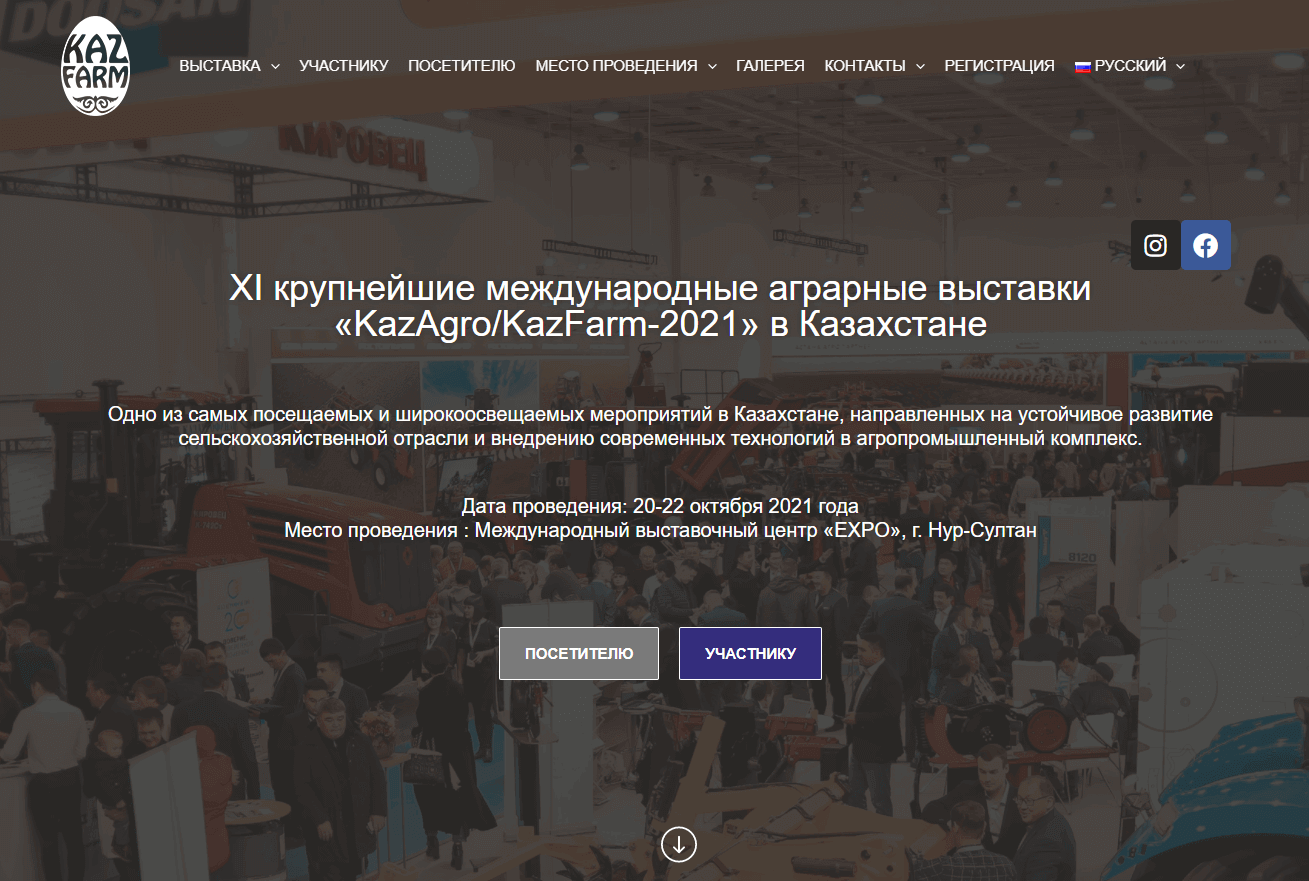 DOOSAN
KAZ
FARM
ВЫСТАВКА
УЧАСТНИКУ
ПОСЕТИТЕЛЮ
МЕСТО ПРОВЕДЕНИЯ
ГАЛЕРЕЯ
КОНТАКТЫ
РЕГИСТРАЦИЯ
РУССКИЙ
КИРОВЕЦ
XI крупнейшие международные аграрные выставки
«KazAgro/KazFarm-2021» в Казахстане
Одно из самых посещаемых и широкоосвещаемых мероприятий в Казахстане, направленных на устойчивое развитие
сельскохозяйственной отрасли и внедрению современных технологий в агропромышленный комплекс.
Дата проведения: 20-22 октября 2021 года
Место проведения : Международный выставочный центр «EXPO», г. Нур-Султан
8120
ПОСЕТИТЕЛЮ
УЧАСТНИКУ